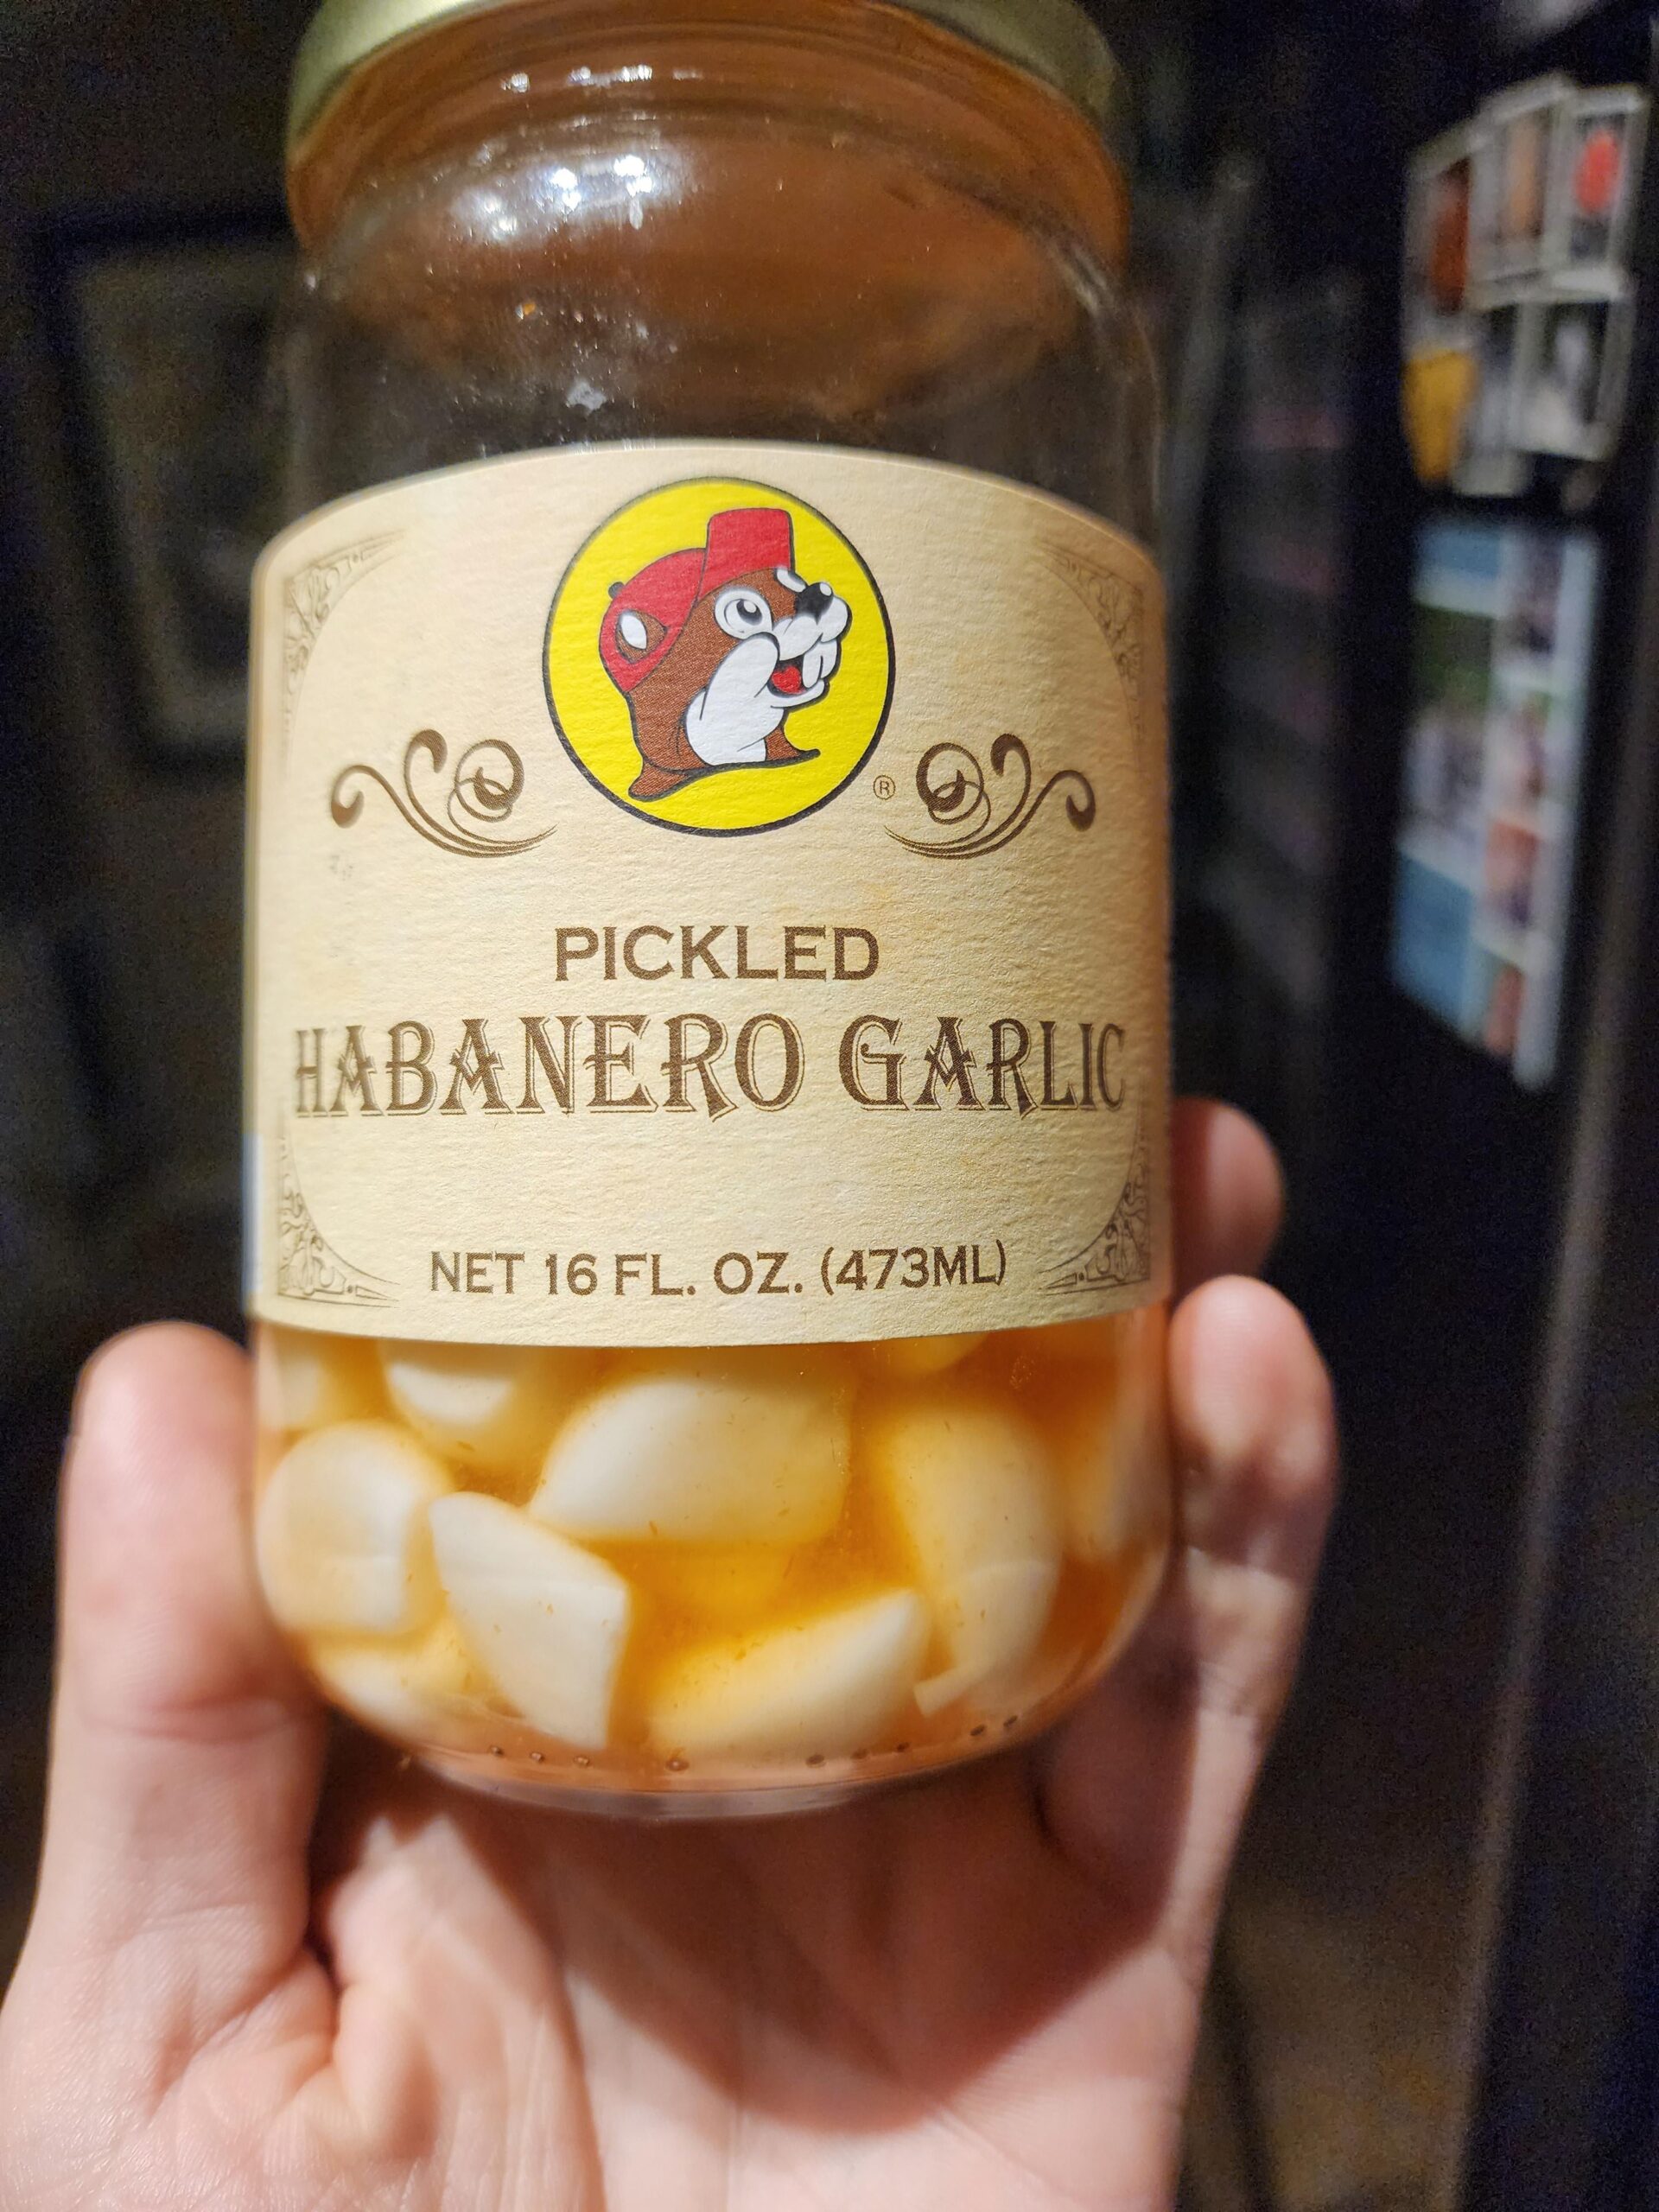 ®
PICKLED
HABANERO GARLIC
NET 16 FL. OZ. (473ML)